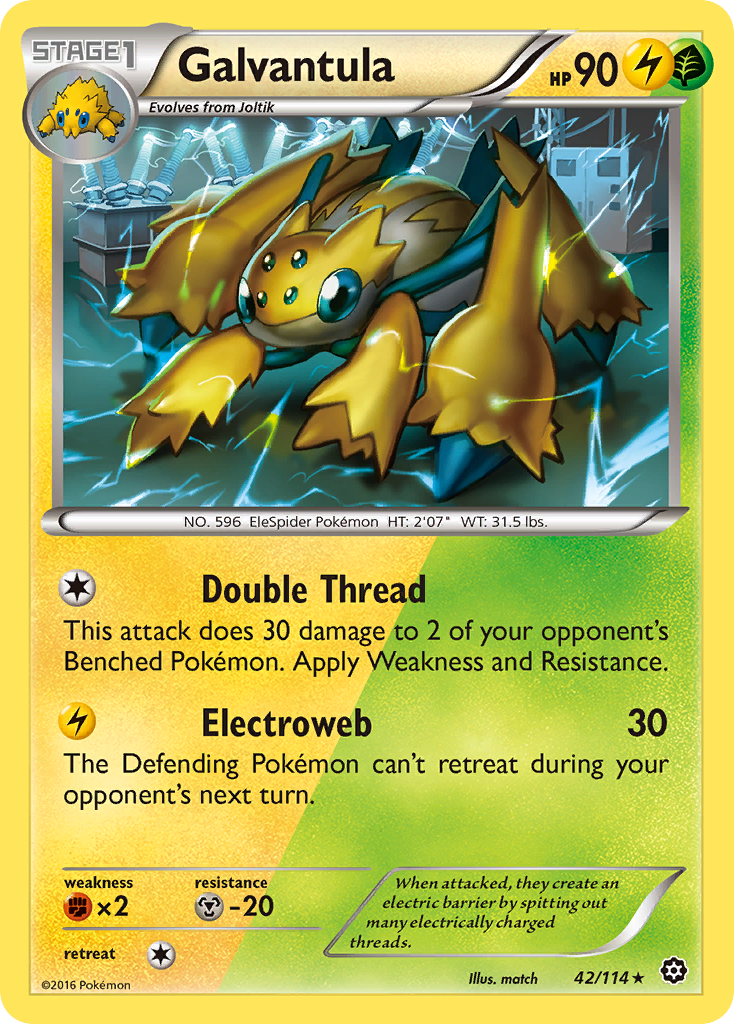 STAGE1
Galvantula
HP 90
Evolves from Joltik
NO. 596 EleSpider Pokémon HT: 2'07" WT: 31.5 lbs.
Double Thread
This attack does 30 damage to 2 of your opponent's
Benched Pokémon. Apply Weakness and Resistance.
Electroweb 30
The Defending Pokémon can't retreat during your
opponent's next turn.
weakness resistance
×2 -20
When attacked, they create an
electric barrier by spitting out
many electrically charged
threads.
retreat
©2016 Pokémon
Illus. match 42/114★